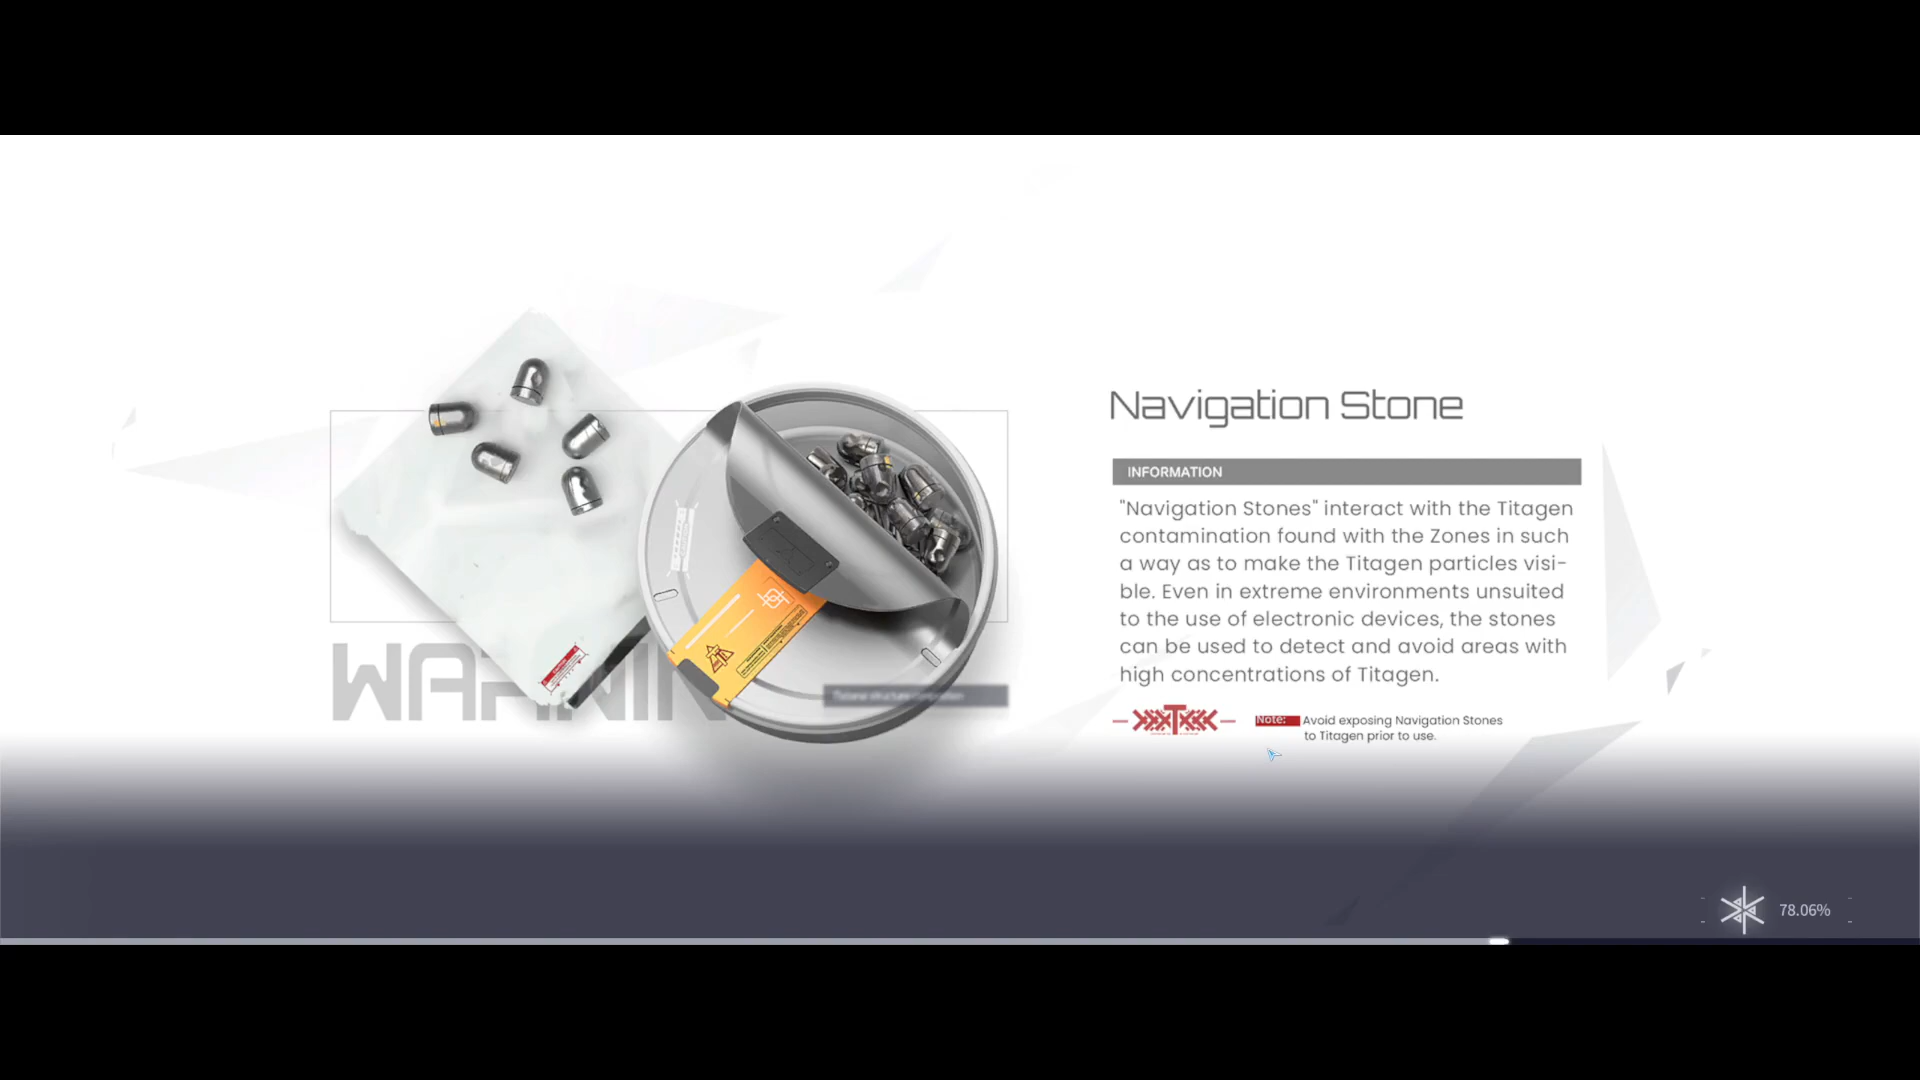 Navigation Stone
INFORMATION
"Navigation Stones" interact with the Titagen
contamination found with the Zones in such
a way as to make the Titagen particles visi-
ble. Even in extreme environments unsuited
to the use of electronic devices, the stones
can be used to detect and avoid areas with
high concentrations of Titagen.
Note: Avoid exposing Navigation Stones
to Titagen prior to use.
78.06%